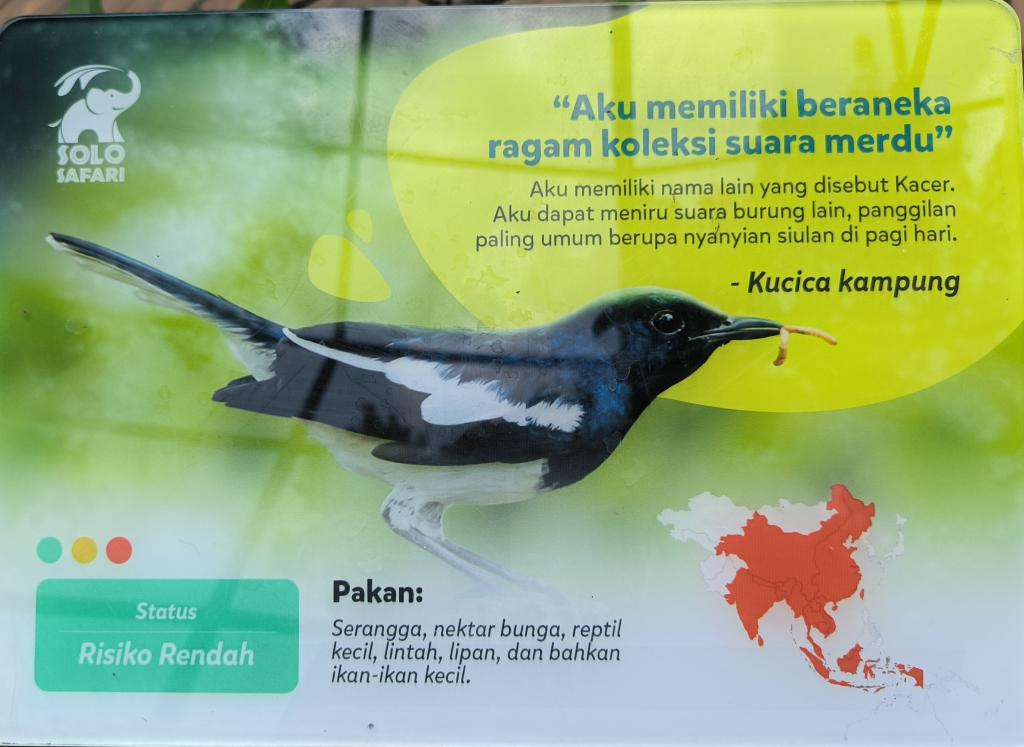 SOLO
SAFARI
“Aku memiliki beraneka
ragam koleksi suara merdu”
Aku memiliki nama lain yang disebut Kacer.
Aku dapat meniru suara burung lain, panggilan
paling umum berupa nyanyian siulan di pagi hari.
- Kucica kampung
Status
Risiko Rendah
Pakan:
Serangga, nektar bunga, reptil
kecil, lintah, lipan, dan bahkan
ikan-ikan kecil.